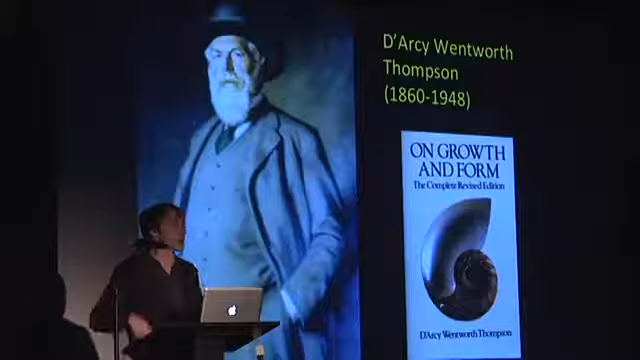 D'Arcy Wentworth
Thompson
(1860-1948)
ON GROWTH
AND FORM
The Complete Revised Edition
D'Arcy Wentworth Thompson